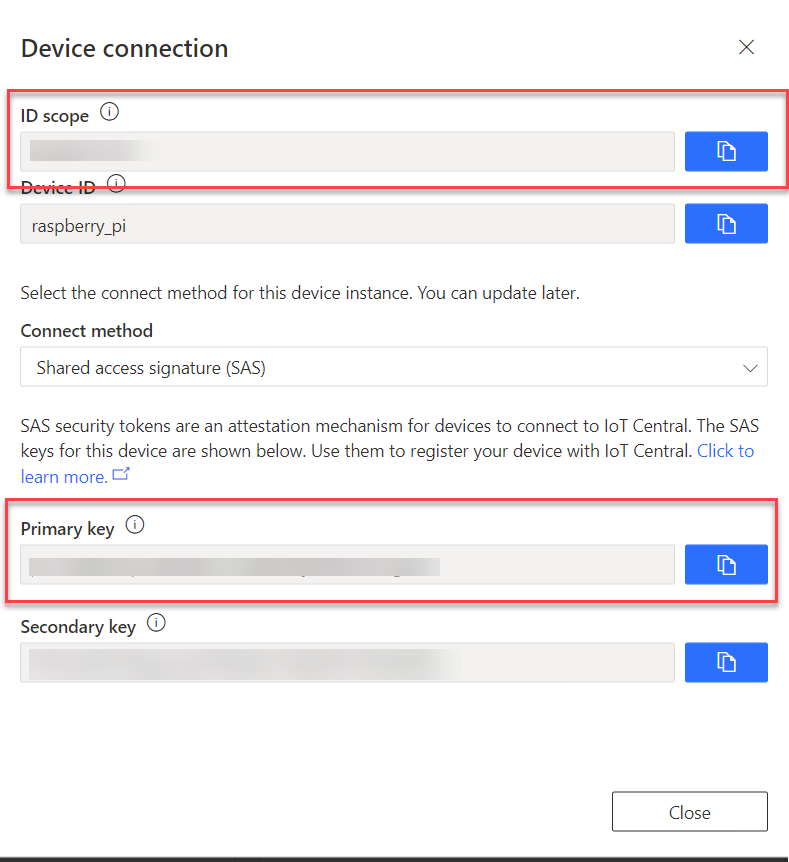 Device connection
ID scope
Device ID
raspberry_pi
Select the connect method for this device instance. You can update later.
Connect method
Shared access signature (SAS)
SAS security tokens are an attestation mechanism for devices to connect to IoT Central. The SAS
keys for this device are shown below. Use them to register your device with IoT Central. Click to
learn more.
Primary key
Secondary key
Close